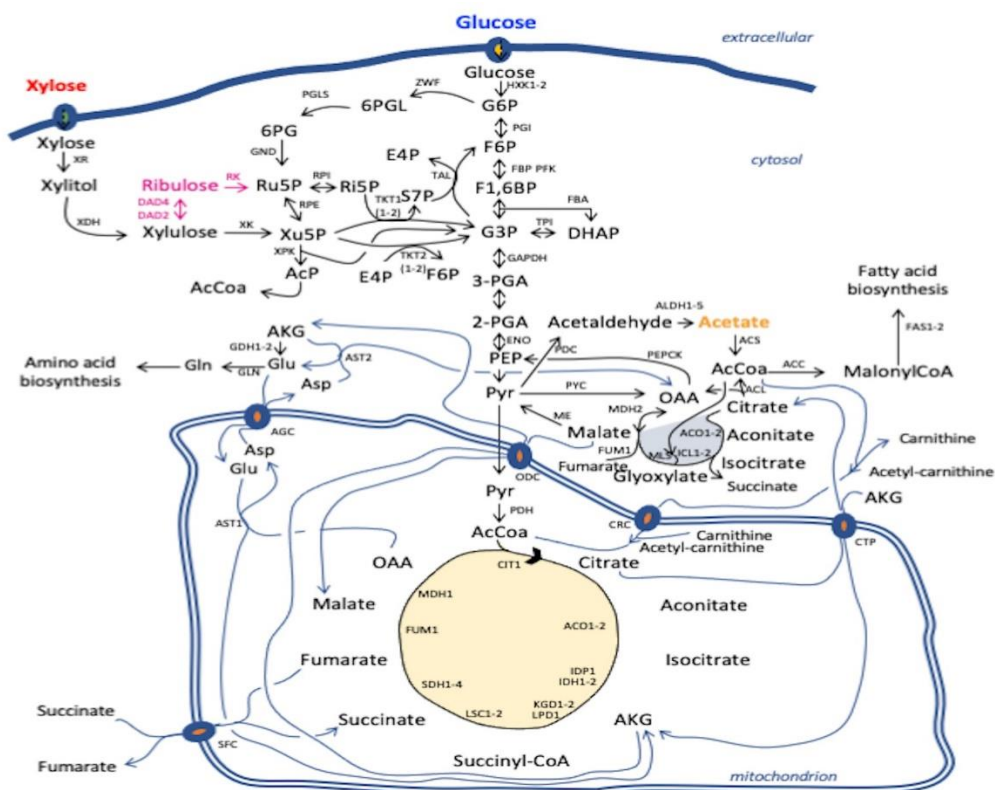 Glucose
extracellular
Xylose
Glucose
HXK1-2
ZWF
PGLS
6PGL
G6P
PGI
Xylose
6PG
GND
F6P
cytosol
XR
E4P
TAL
FBP PFK
Xylitol
Ribulose
RK
Ru5P
RPI
Ri5P
S7P
F1,6BP
DAD4
DAD2
RPE
TKT1
(1-2)
FBA
XDH
Xylulose
XK
Xu5P
G3P
TPI
DHAP
XPK
TKT2
(1-2)
GAPDH
AcP
E4P
F6P
3-PGA
AcCoa
Fatty acid
biosynthesis
ALDH1-5
AKG
2-PGA
Acetaldehyde
Acetate
FAS1-2
GDH1-2
AST2
ENO
PDC
PEPCK
ACS
Amino acid
biosynthesis
Gln
GLN
Glu
PEP
AcCoa
ACC
MalonylCoA
Asp
Pyr
PYC
OAA
ACL
ME
MDH2
Citrate
AGC
Malate
ACO1-2
Aconitate
Carnithine
Asp
FUM1
MLS
ICL1-2
Glu
Fumarate
Isocitrate
Acetyl-carnithine
ODC
Glyoxylate
Succinate
Pyr
AKG
AST1
PDH
CRC
AcCoa
Carnithine
CTP
Acetyl-carnithine
OAA
CIT1
Citrate
MDH1
Malate
Aconitate
FUM1
ACO1-2
Fumarate
Isocitrate
IDP1
IDH1-2
SDH1-4
KGD1-2
LPD1
Succinate
LSC1-2
Succinate
AKG
SFC
Succinyl-CoA
Fumarate
mitochondrion